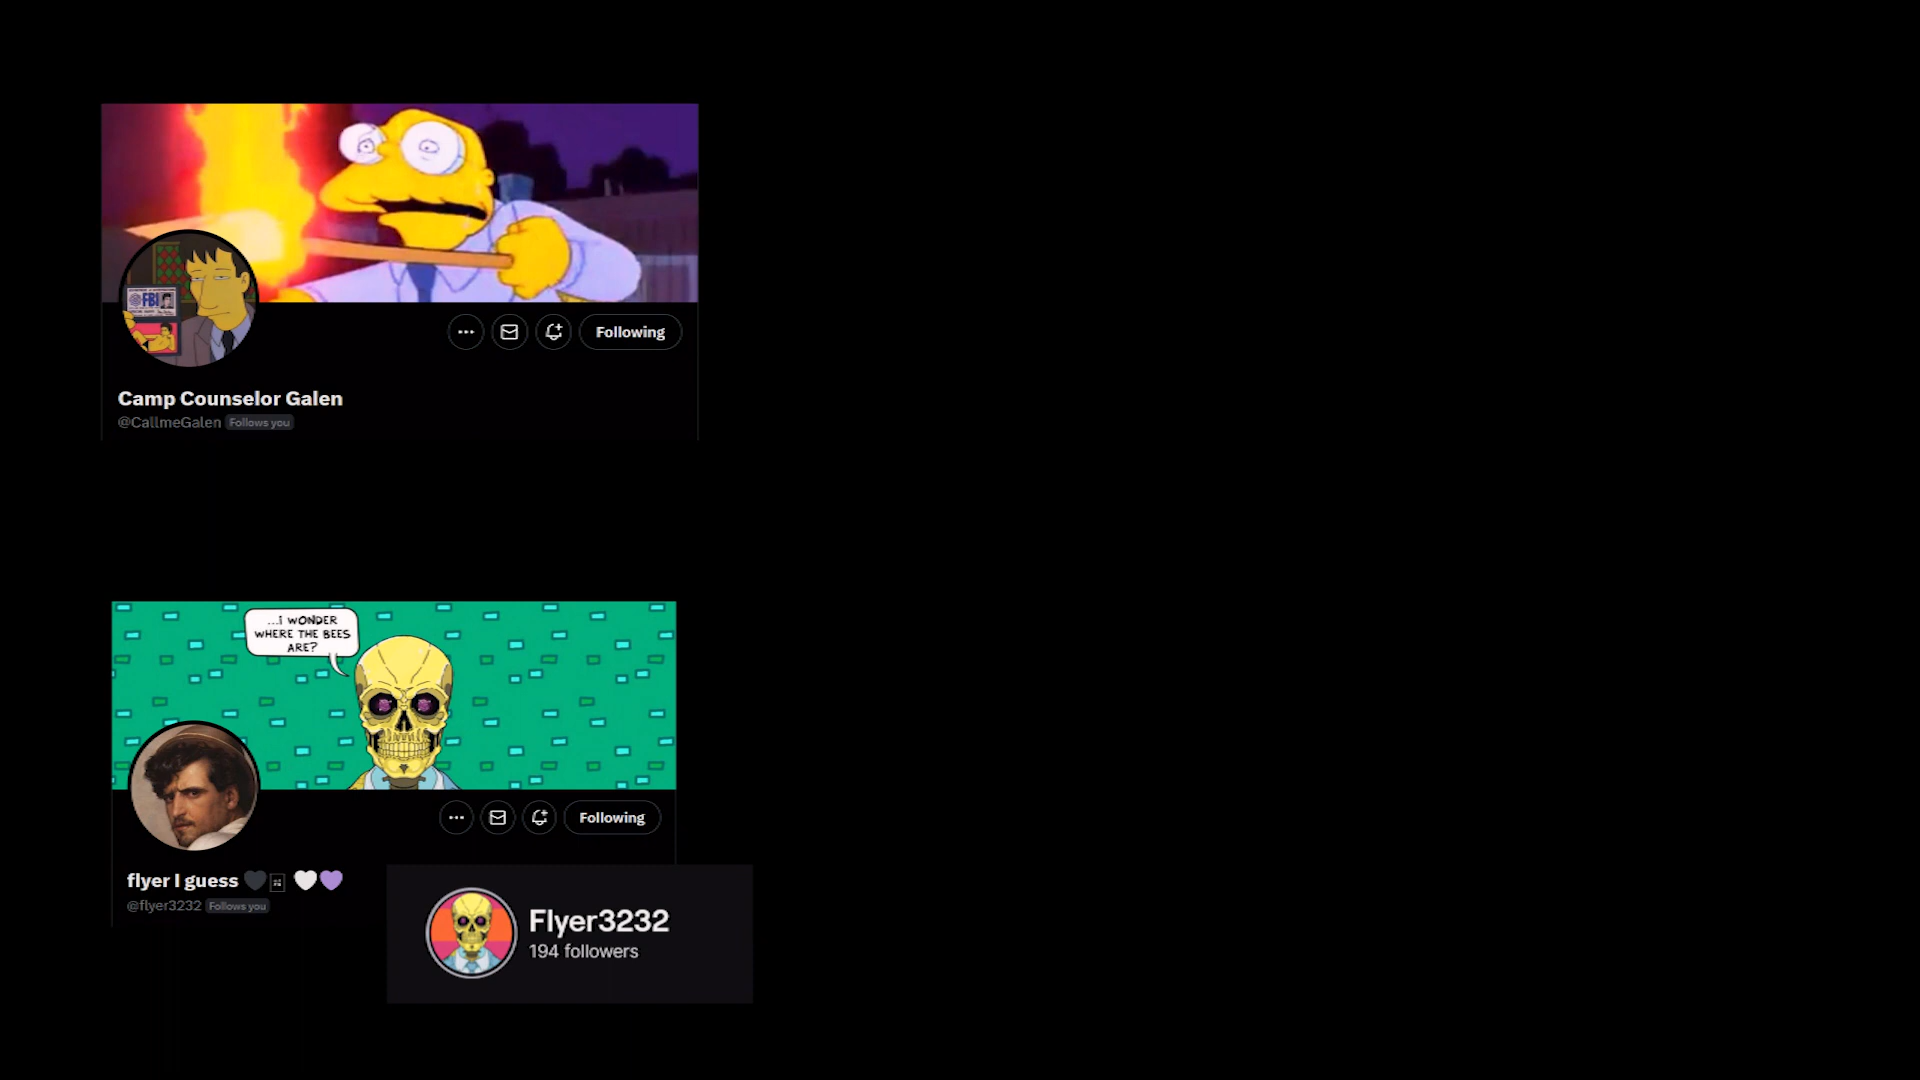 FBI
Following
Camp Counselor Galen
@CallmeGalen Follows you
...I WONDER
WHERE THE BEES
ARE?
Following
flyer I guess 🖤 🤍💜
@flyer3232 Follows you
Flyer3232
194 followers